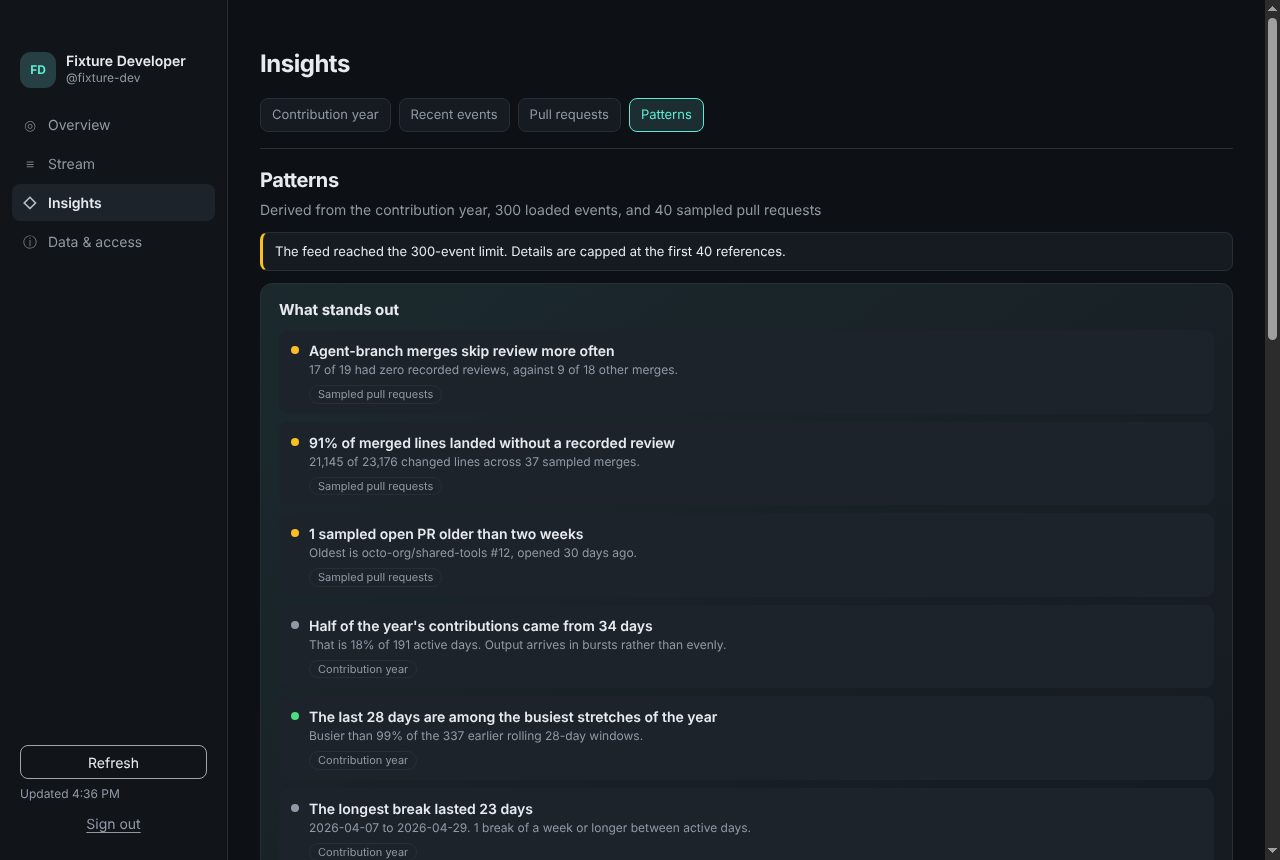 FD
Fixture Developer
@fixture-dev
Overview
Stream
Insights
Data & access
Refresh
Updated 4:36 PM
Sign out
Insights
Contribution year
Recent events
Pull requests
Patterns
Patterns
Derived from the contribution year, 300 loaded events, and 40 sampled pull requests
The feed reached the 300-event limit. Details are capped at the first 40 references.
What stands out
Agent-branch merges skip review more often
17 of 19 had zero recorded reviews, against 9 of 18 other merges.
Sampled pull requests
91% of merged lines landed without a recorded review
21,145 of 23,176 changed lines across 37 sampled merges.
Sampled pull requests
1 sampled open PR older than two weeks
Oldest is octo-org/shared-tools #12, opened 30 days ago.
Sampled pull requests
Half of the year's contributions came from 34 days
That is 18% of 191 active days. Output arrives in bursts rather than evenly.
Contribution year
The last 28 days are among the busiest stretches of the year
Busier than 99% of the 337 earlier rolling 28-day windows.
Contribution year
The longest break lasted 23 days
2026-04-07 to 2026-04-29. 1 break of a week or longer between active days.
Contribution year